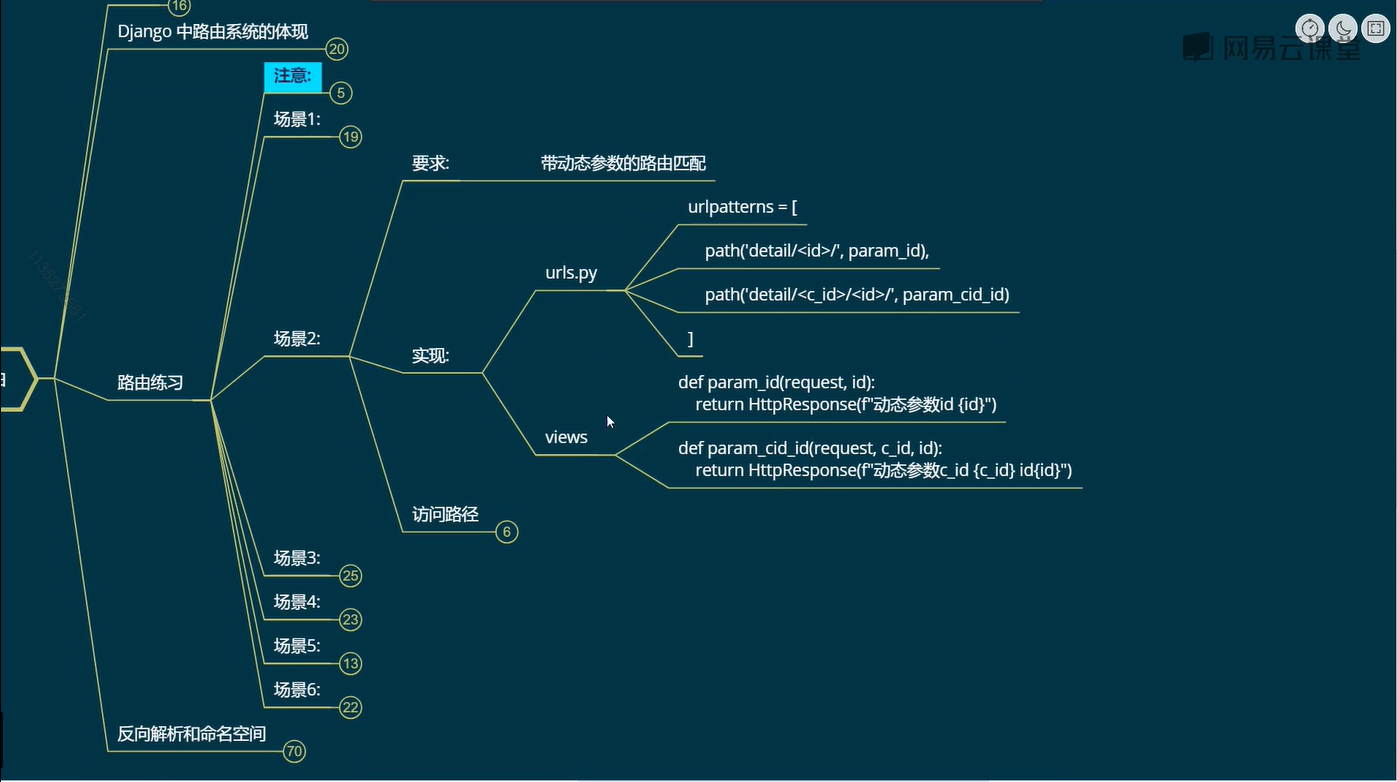 16
Django 中路由系统的体现
20
注意:
5
场景1:
19
要求:
带动态参数的路由匹配
urlpatterns = [
path('detail/<id>/', param_id),
urls.py
path('detail/<c_id>/<id>/', param_cid_id)
]
场景2:
实现:
路由练习
def param_id(request, id):
return HttpResponse(f"动态参数id {id}")
views
def param_cid_id(request, c_id, id):
return HttpResponse(f"动态参数c_id {c_id} id{id}")
访问路径
6
场景3:
25
场景4:
23
场景5:
13
场景6:
22
反向解析和命名空间
70
网易云课堂